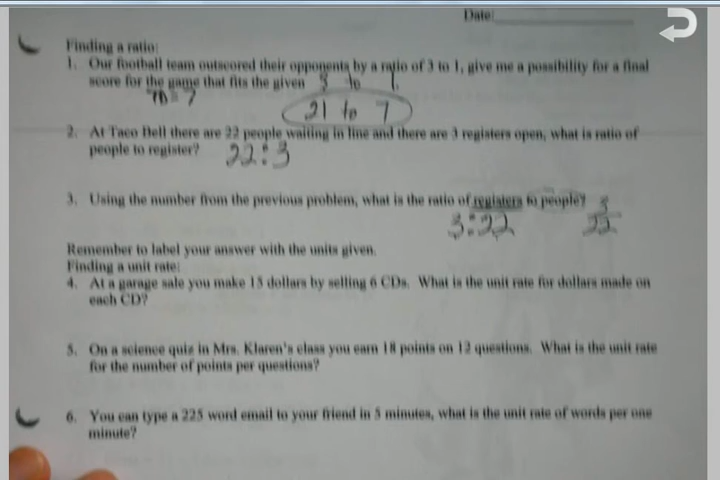 Date:
Finding a ratio:
1. Our football team outscored their opponents by a ratio of 3 to 1, give me a possibility for a final
score for the game that fits the given 3 to 1.
TD = 7
21 to 7
2. At Taco Bell there are 22 people waiting in line and there are 3 registers open, what is ratio of
people to register? 22:3
3. Using the number from the previous problem, what is the ratio of registers to people?
3:22 3/22
Remember to label your answer with the units given.
Finding a unit rate:
4. At a garage sale you make 15 dollars by selling 6 CDs. What is the unit rate for dollars made on
each CD?
5. On a science quiz in Mrs. Klaren's class you earn 18 points on 12 questions. What is the unit rate
for the number of points per questions?
6. You can type a 225 word email to your friend in 5 minutes, what is the unit rate of words per one
minute?